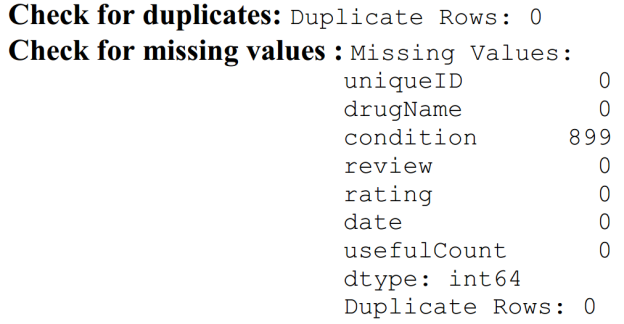 Check for duplicates: Duplicate Rows: 0
Check for missing values : Missing Values:
uniqueID 0
drugName 0
condition 899
review 0
rating 0
date 0
usefulCount 0
dtype: int64
Duplicate Rows: 0